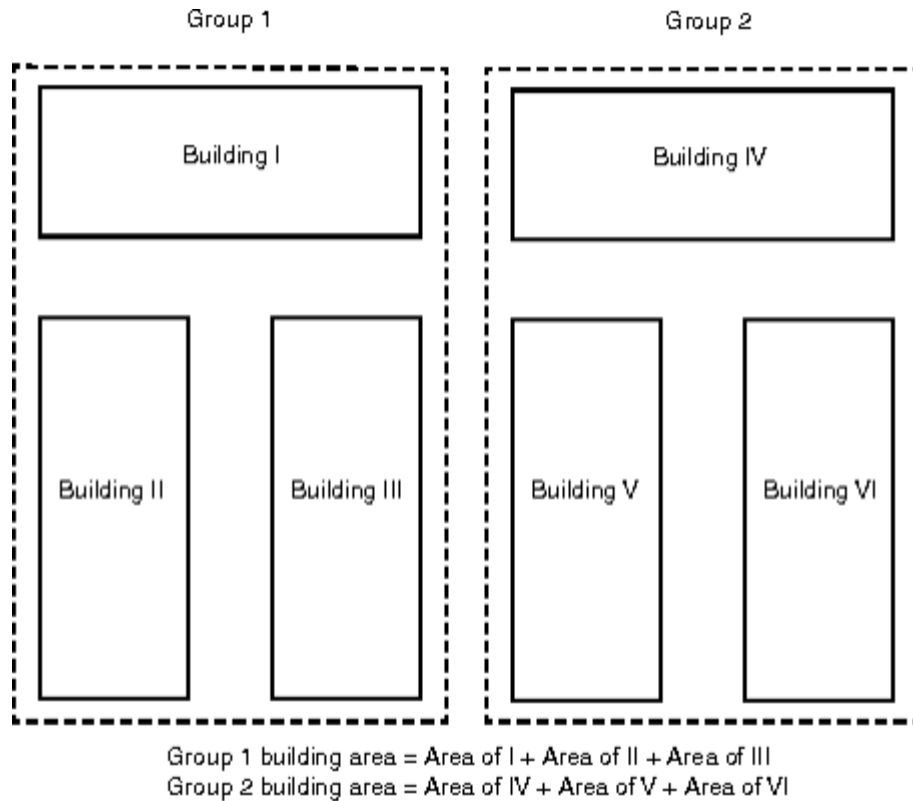 Group 1
Group 2
Building I
Building IV
Building II
Building III
Building V
Building VI
Group 1 building area = Area of I + Area of II + Area of III
Group 2 building area = Area of IV + Area of V + Area of VI